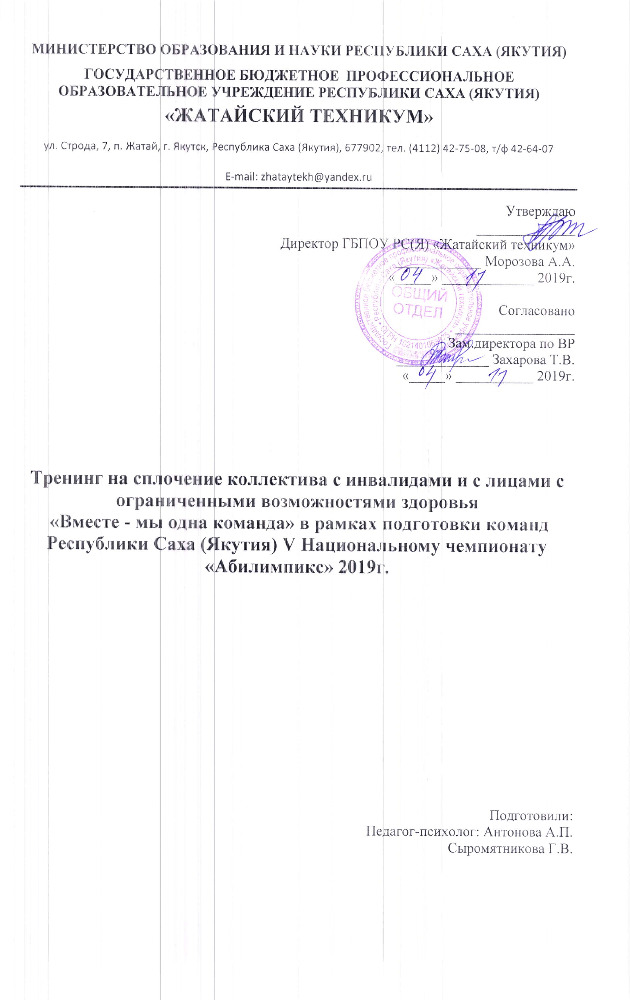 МИНИСТЕРСТВО ОБРАЗОВАНИЯ И НАУКИ РЕСПУБЛИКИ САХА (ЯКУТИЯ)
ГОСУДАРСТВЕННОЕ БЮДЖЕТНОЕ ПРОФЕССИОНАЛЬНОЕ
ОБРАЗОВАТЕЛЬНОЕ УЧРЕЖДЕНИЕ РЕСПУБЛИКИ САХА (ЯКУТИЯ)
«ЖАТАЙСКИЙ ТЕХНИКУМ»
ул. Строда, 7, п. Жатай, г. Якутск, Республика Саха (Якутия), 677902, тел. (4112) 42-75-08, т/ф 42-64-07
E-mail: zhataytekh@yandex.ru
Утверждаю
Директор ГБПОУ РС(Я) «Жатайский техникум»
Морозова А.А.
«04» 11 2019г.
Государственное бюджетное профессиональное образовательное учреждение
Республики Саха (Якутия) «Жатайский техникум»
ОБЩИЙ
ОТДЕЛ
ОГРН
Согласовано
Зам.директора по ВР
Захарова Т.В.
«04» 11 2019г.
Тренинг на сплочение коллектива с инвалидами и с лицами с
ограниченными возможностями здоровья
«Вместе - мы одна команда» в рамках подготовки команд
Республики Саха (Якутия) V Национальному чемпионату
«Абилимпикс» 2019г.
Подготовили:
Педагог-психолог: Антонова А.П.
Сыромятникова Г.В.